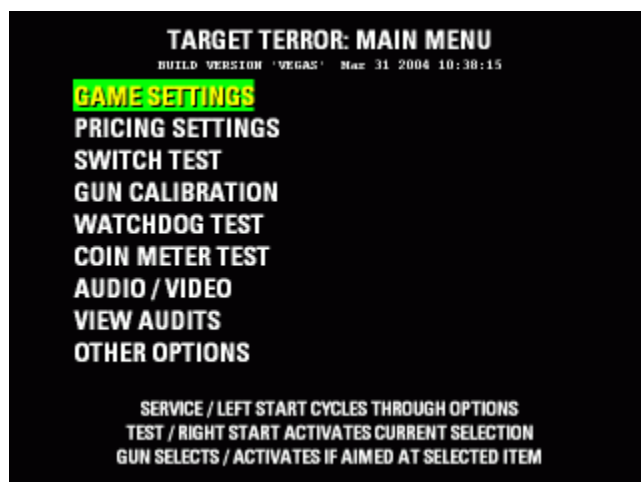 TARGET TERROR: MAIN MENU
BUILD VERSION 'VEGAS' Mar 31 2004 10:38:15
GAME SETTINGS
PRICING SETTINGS
SWITCH TEST
GUN CALIBRATION
WATCHDOG TEST
COIN METER TEST
AUDIO / VIDEO
VIEW AUDITS
OTHER OPTIONS
SERVICE / LEFT START CYCLES THROUGH OPTIONS
TEST / RIGHT START ACTIVATES CURRENT SELECTION
GUN SELECTS / ACTIVATES IF AIMED AT SELECTED ITEM